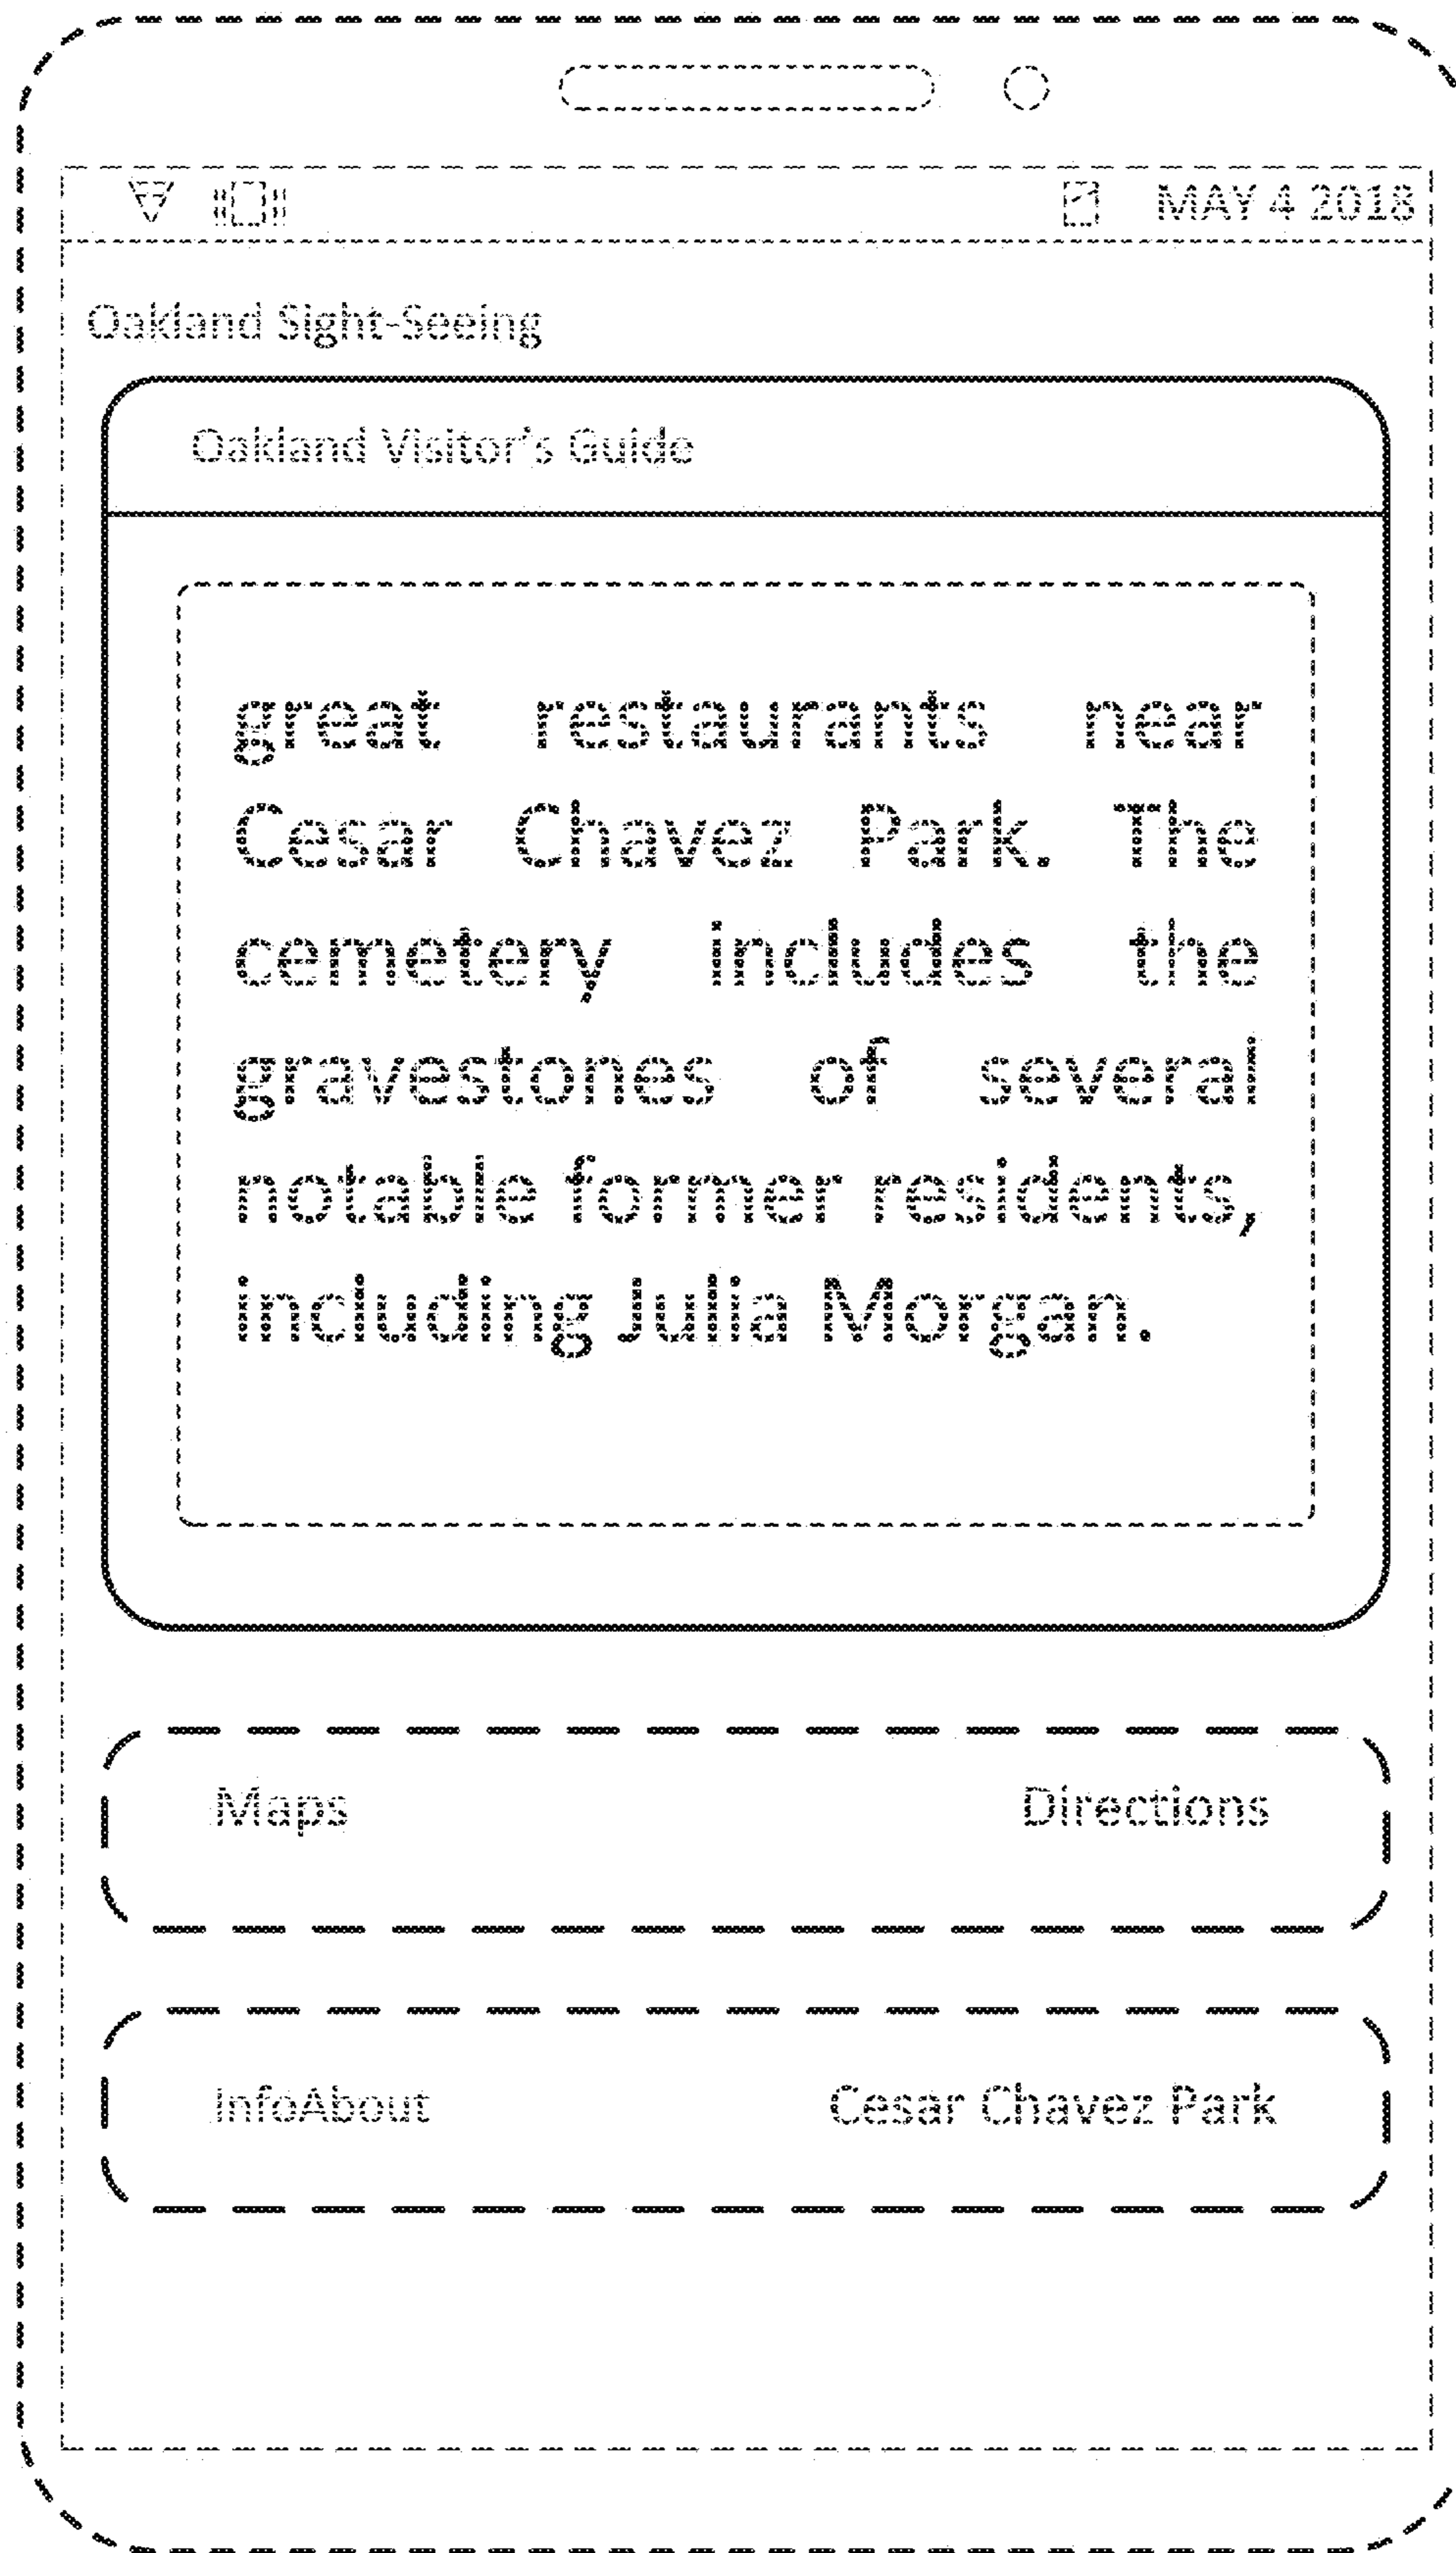 MAY 4 2018
Oakland Sight-Seeing
Oakland Visitor's Guide
great restaurants near
Cesar Chavez Park. The
cemetery includes the
gravestones of several
notable former residents,
including Julia Morgan.
Maps Directions
InfoAbout Cesar Chavez Park